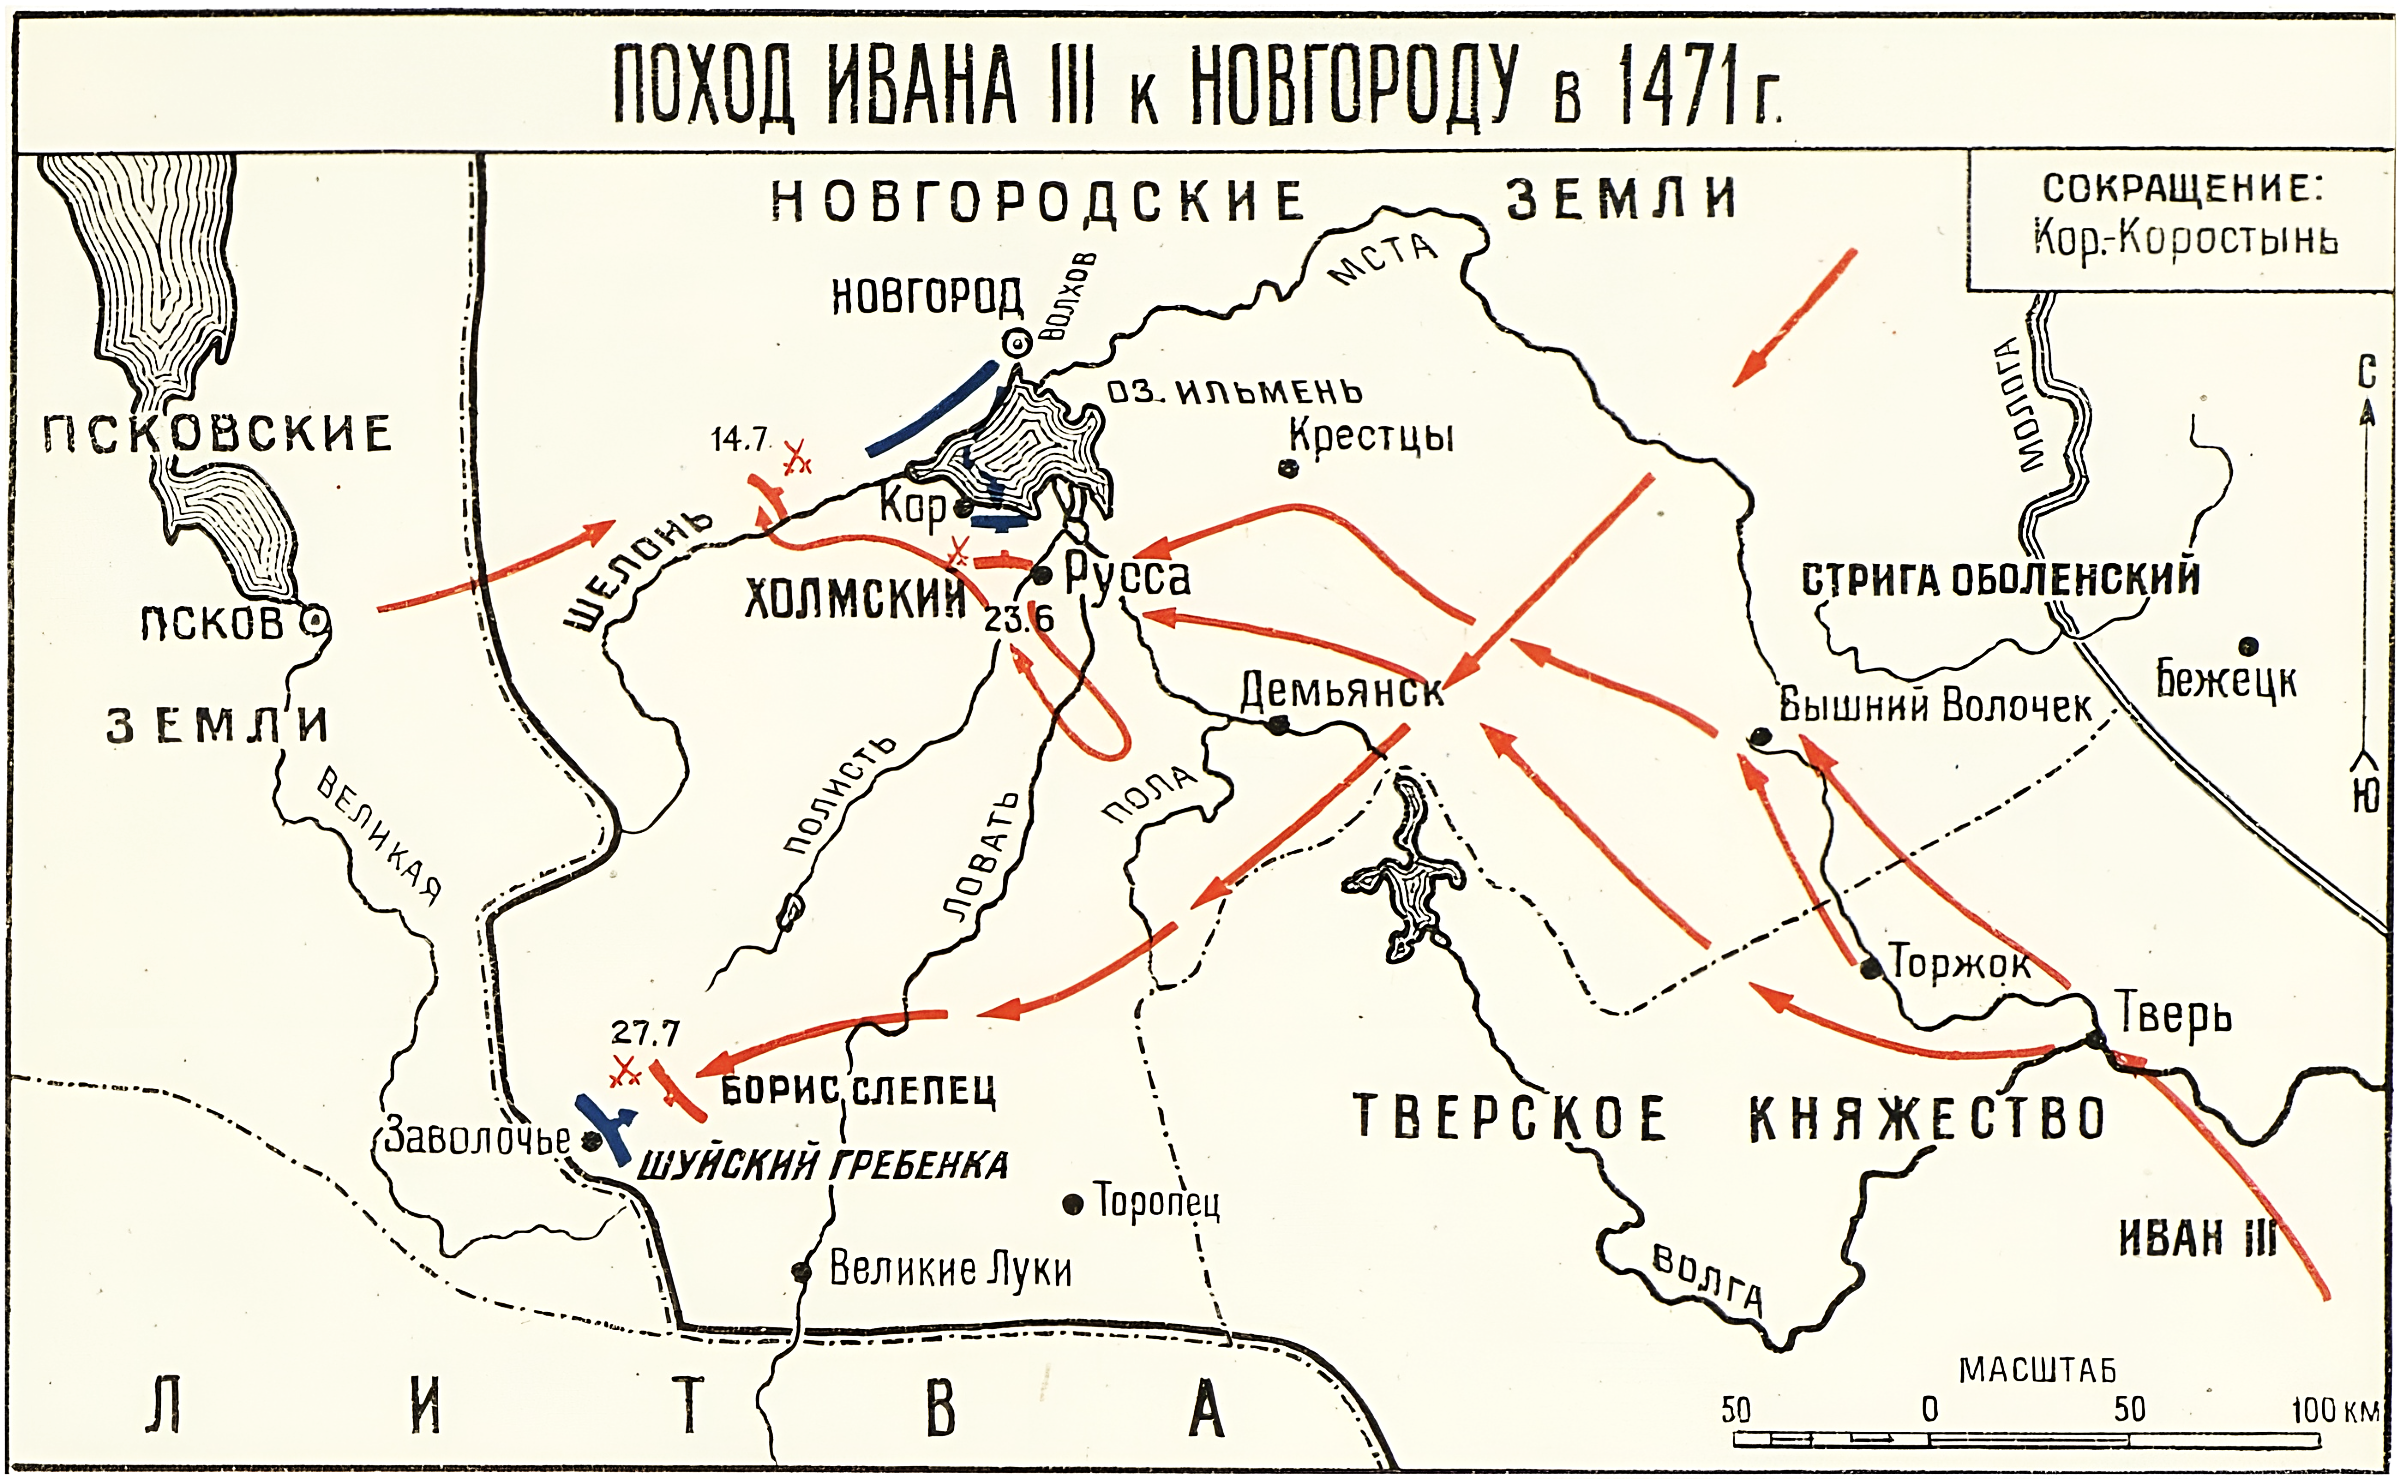 ПОХОД ИВАНА III К НОВГОРОДУ В 1471 г.
НОВГОРОДСКИЕ ЗЕМЛИ
СОКРАЩЕНИЕ:
Кор.-Коростынь
МСТА
ВОЛХОВ
НОВГОРОД
МОЛОГА
С
ОЗ. ИЛЬМЕНЬ
ПСКОВСКИЕ
14.7.
Крестцы
Кор
ШЕЛОНЬ
Русса
СТРИГА ОБОЛЕНСКИЙ
ХОЛМСКИЙ
23.6
ПСКОВ
Бежецк
Демьянск
Вышний Волочек
ЗЕМЛИ
Ю
ВЕЛИКАЯ
ПОЛИСТЬ
ПОЛА
ЛОВАТЬ
Торжок
Тверь
27.7
БОРИС СЛЕПЕЦ
ТВЕРСКОЕ КНЯЖЕСТВО
Заволочье
ШУЙСКИЙ ГРЕБЕНКА
Торопец
ИВАН III
Великие Луки
ВОЛГА
МАСШТАБ
ЛИТВА
50 0 50 100 КМ